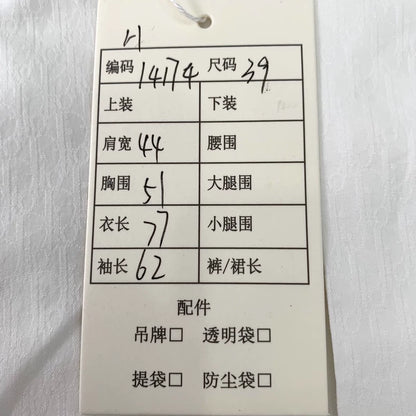 编码 14174 尺码 39
上装 下装
肩宽 44 腰围
胸围 51 大腿围
衣长 77 小腿围
袖长 62 裤/裙长
配件
吊牌□ 透明袋□
提袋□ 防尘袋□